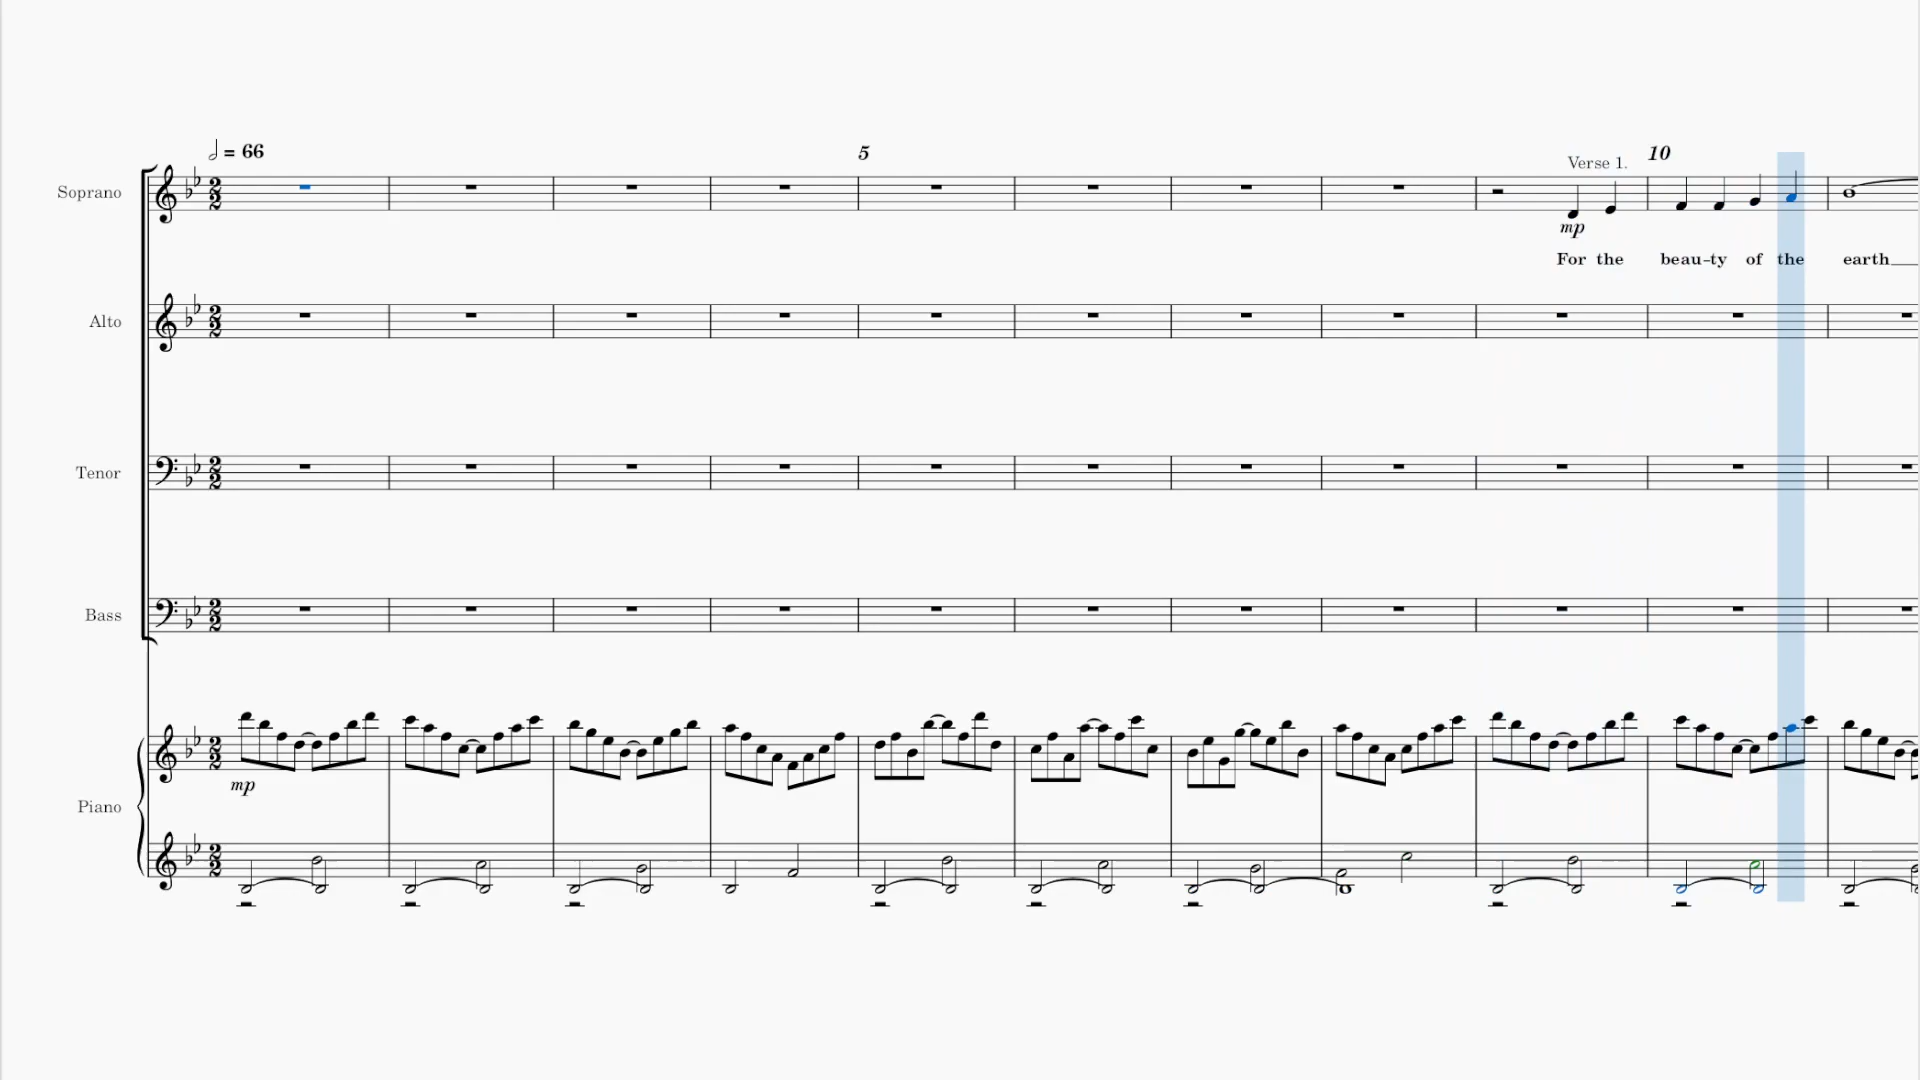 = 66
5
Verse 1.
10
Soprano
mp
For the beau-ty of the earth
Alto
Tenor
Bass
mp
Piano